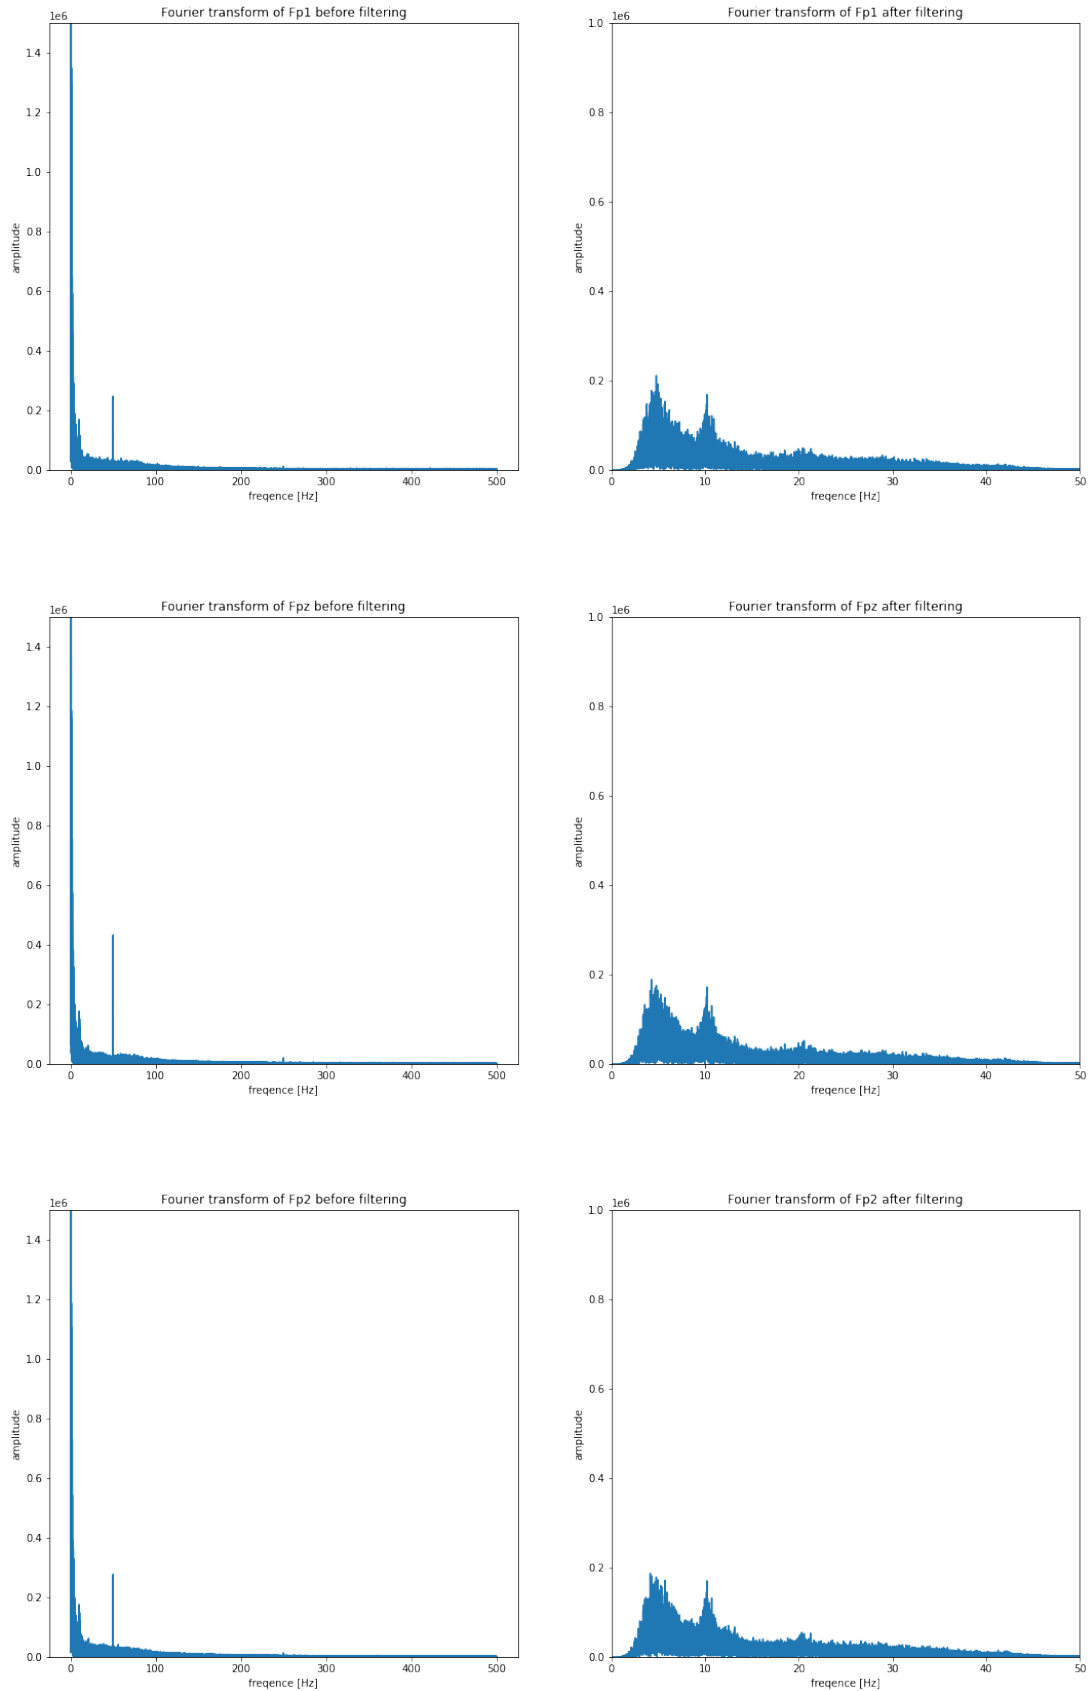 Fourier transform of Fp1 before filtering
1e6
1.4
1.2
1.0
0.8
0.6
0.4
0.2
0.0
amplitude
0 100 200 300 400 500
freqence [Hz]
Fourier transform of Fp1 after filtering
1e6
1.0
0.8
0.6
0.4
0.2
0.0
amplitude
0 10 20 30 40 50
freqence [Hz]
Fourier transform of Fpz before filtering
1e6
1.4
1.2
1.0
0.8
0.6
0.4
0.2
0.0
amplitude
0 100 200 300 400 500
freqence [Hz]
Fourier transform of Fpz after filtering
1e6
1.0
0.8
0.6
0.4
0.2
0.0
amplitude
0 10 20 30 40 50
freqence [Hz]
Fourier transform of Fp2 before filtering
1e6
1.4
1.2
1.0
0.8
0.6
0.4
0.2
0.0
amplitude
0 100 200 300 400 500
freqence [Hz]
Fourier transform of Fp2 after filtering
1e6
1.0
0.8
0.6
0.4
0.2
0.0
amplitude
0 10 20 30 40 50
freqence [Hz]